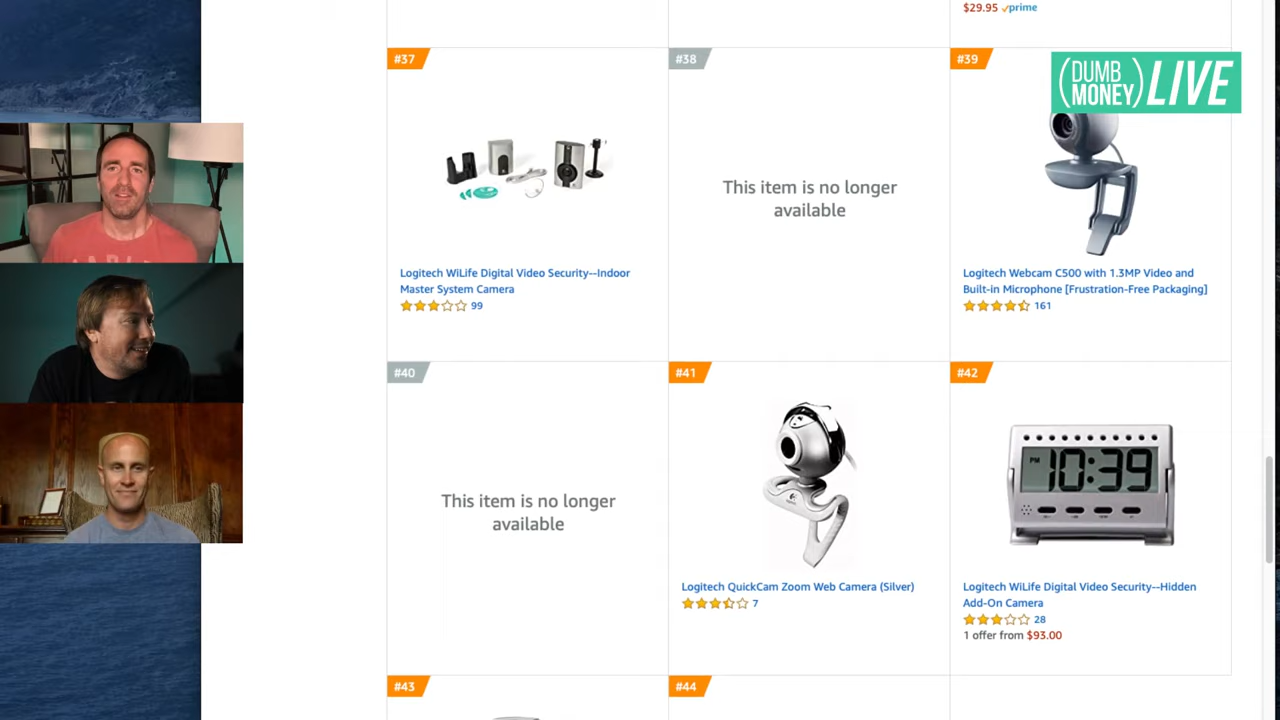 $29.95 prime
#37
#38
#39
(DUMB MONEY) LIVE
This item is no longer
available
Logitech WiLife Digital Video Security--Indoor
Master System Camera
99
Logitech Webcam C500 with 1.3MP Video and
Built-in Microphone [Frustration-Free Packaging]
161
#40
#41
#42
This item is no longer
available
PM 10:39
Logitech QuickCam Zoom Web Camera (Silver)
7
Logitech WiLife Digital Video Security--Hidden
Add-On Camera
28
1 offer from $93.00
#43
#44